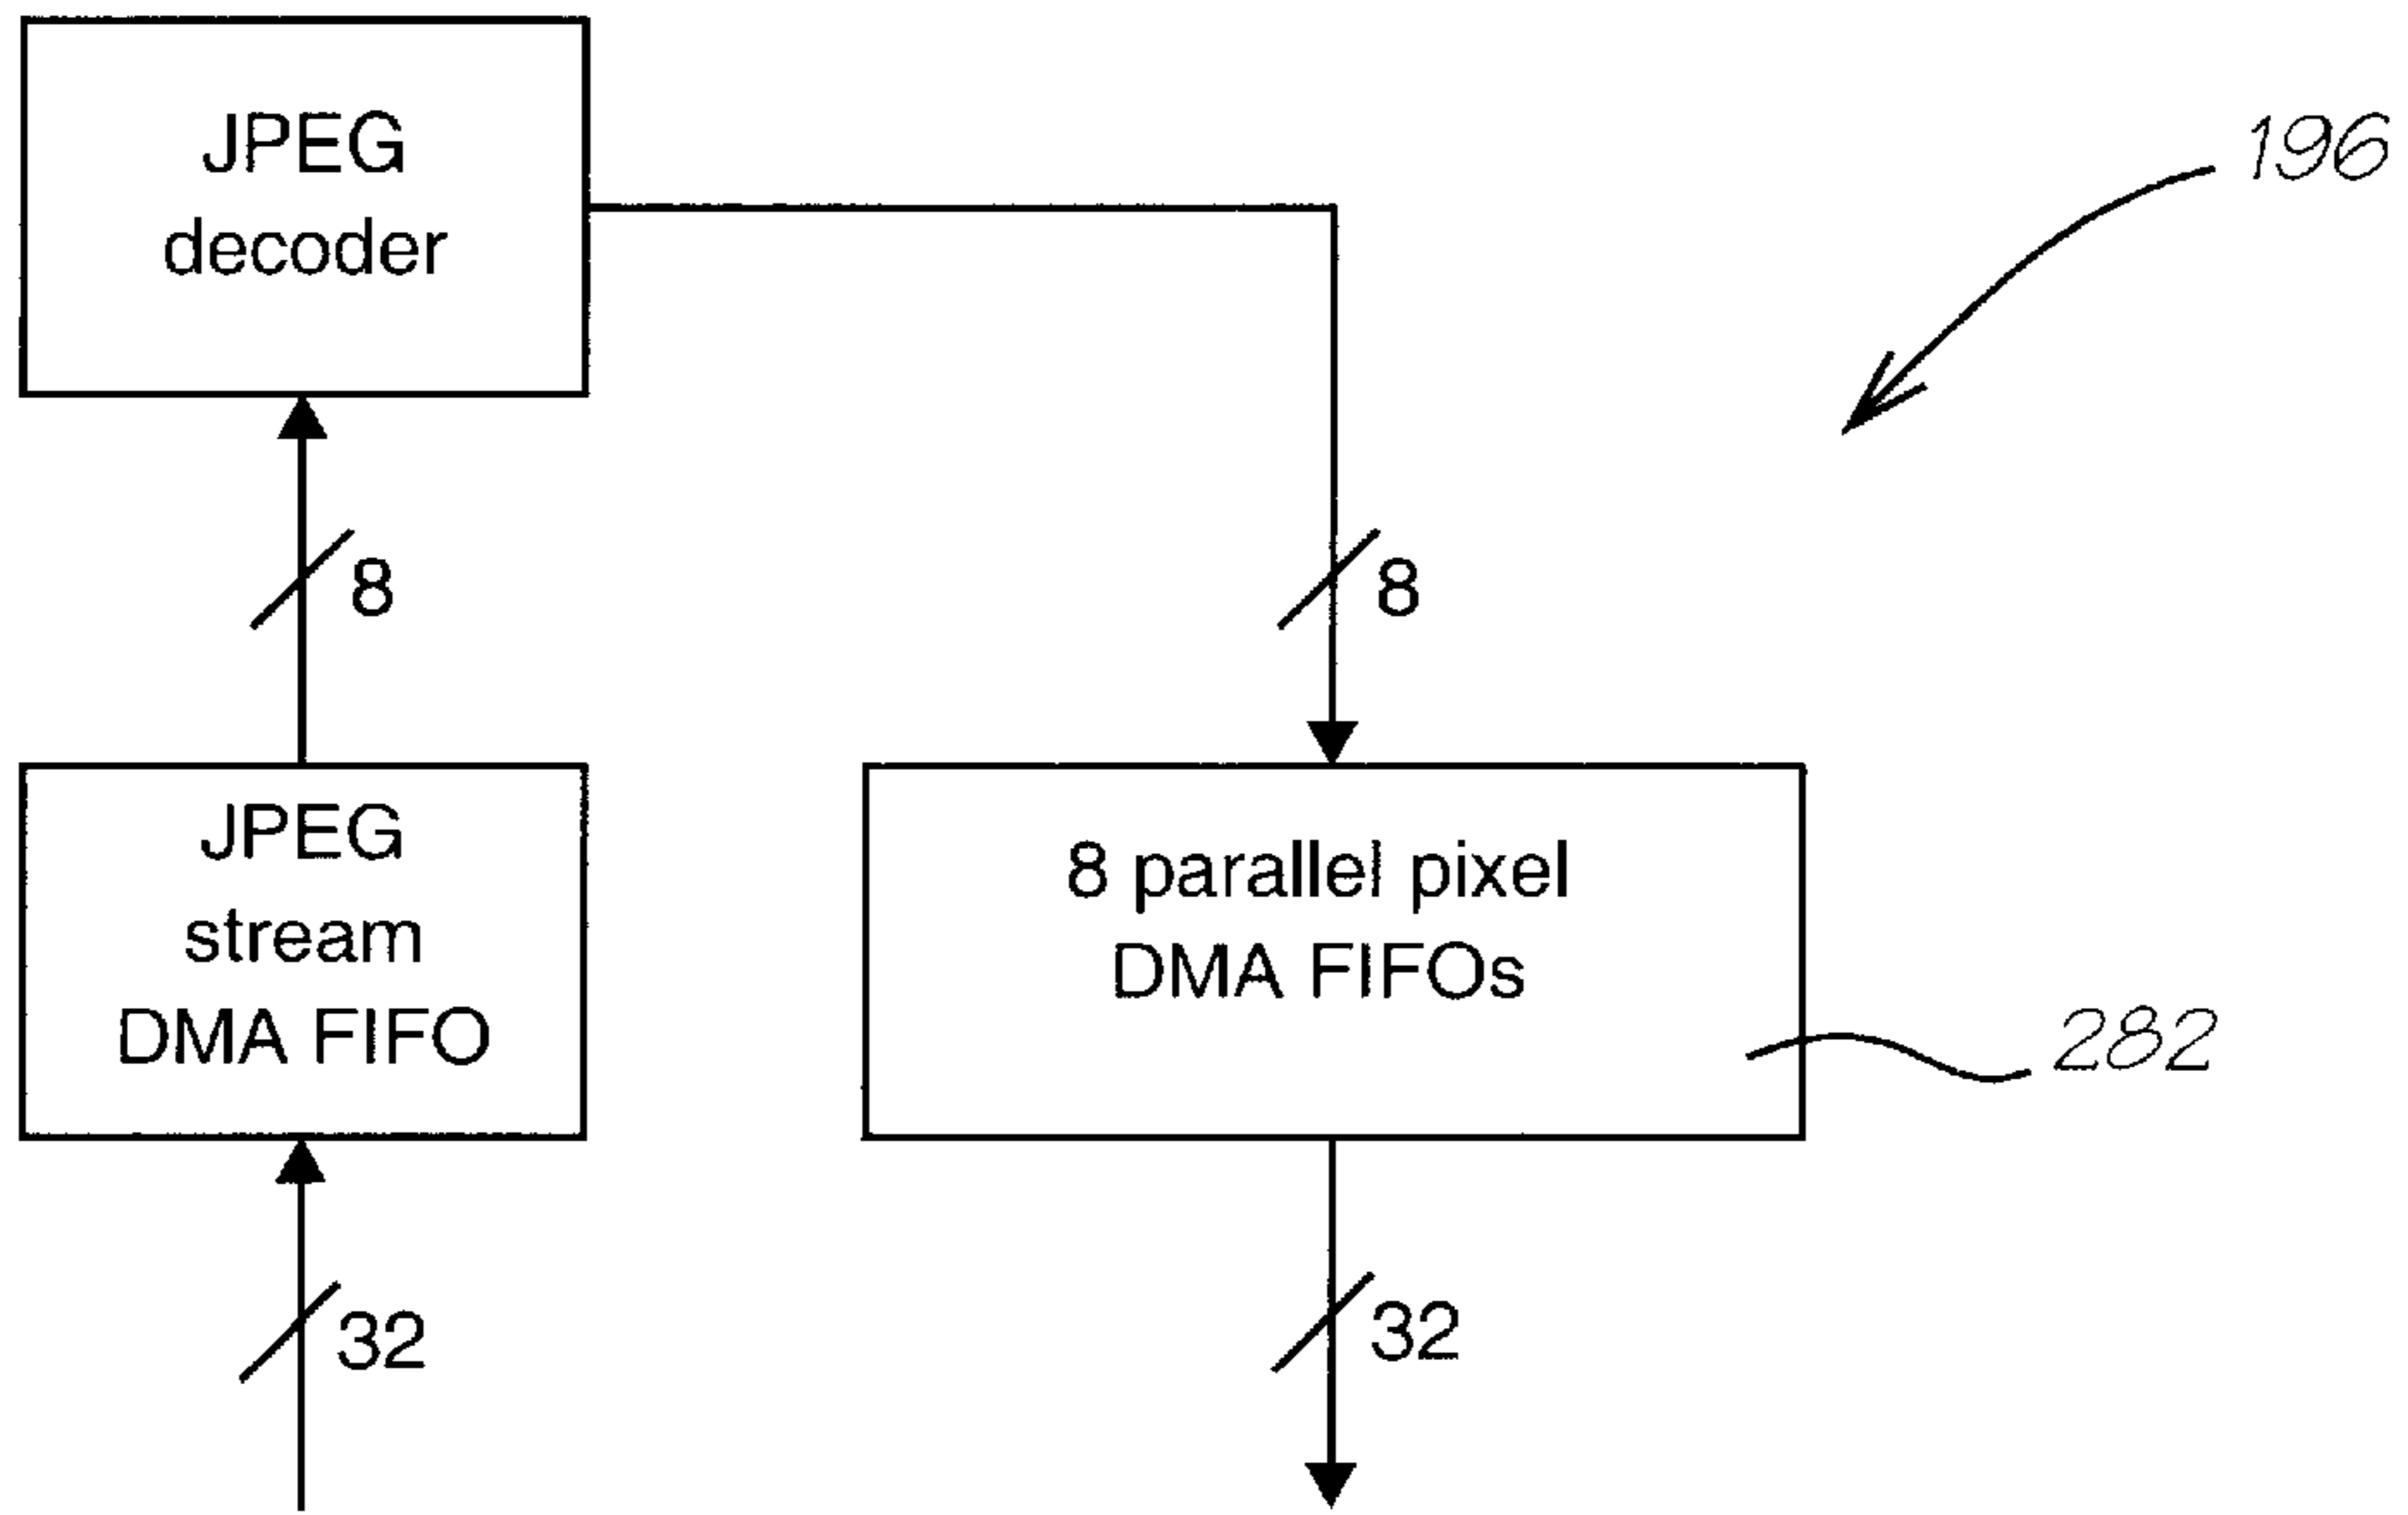 JPEG
decoder
196
8
8
JPEG
stream
DMA FIFO
8 parallel pixel
DMA FIFOs
282
32
32